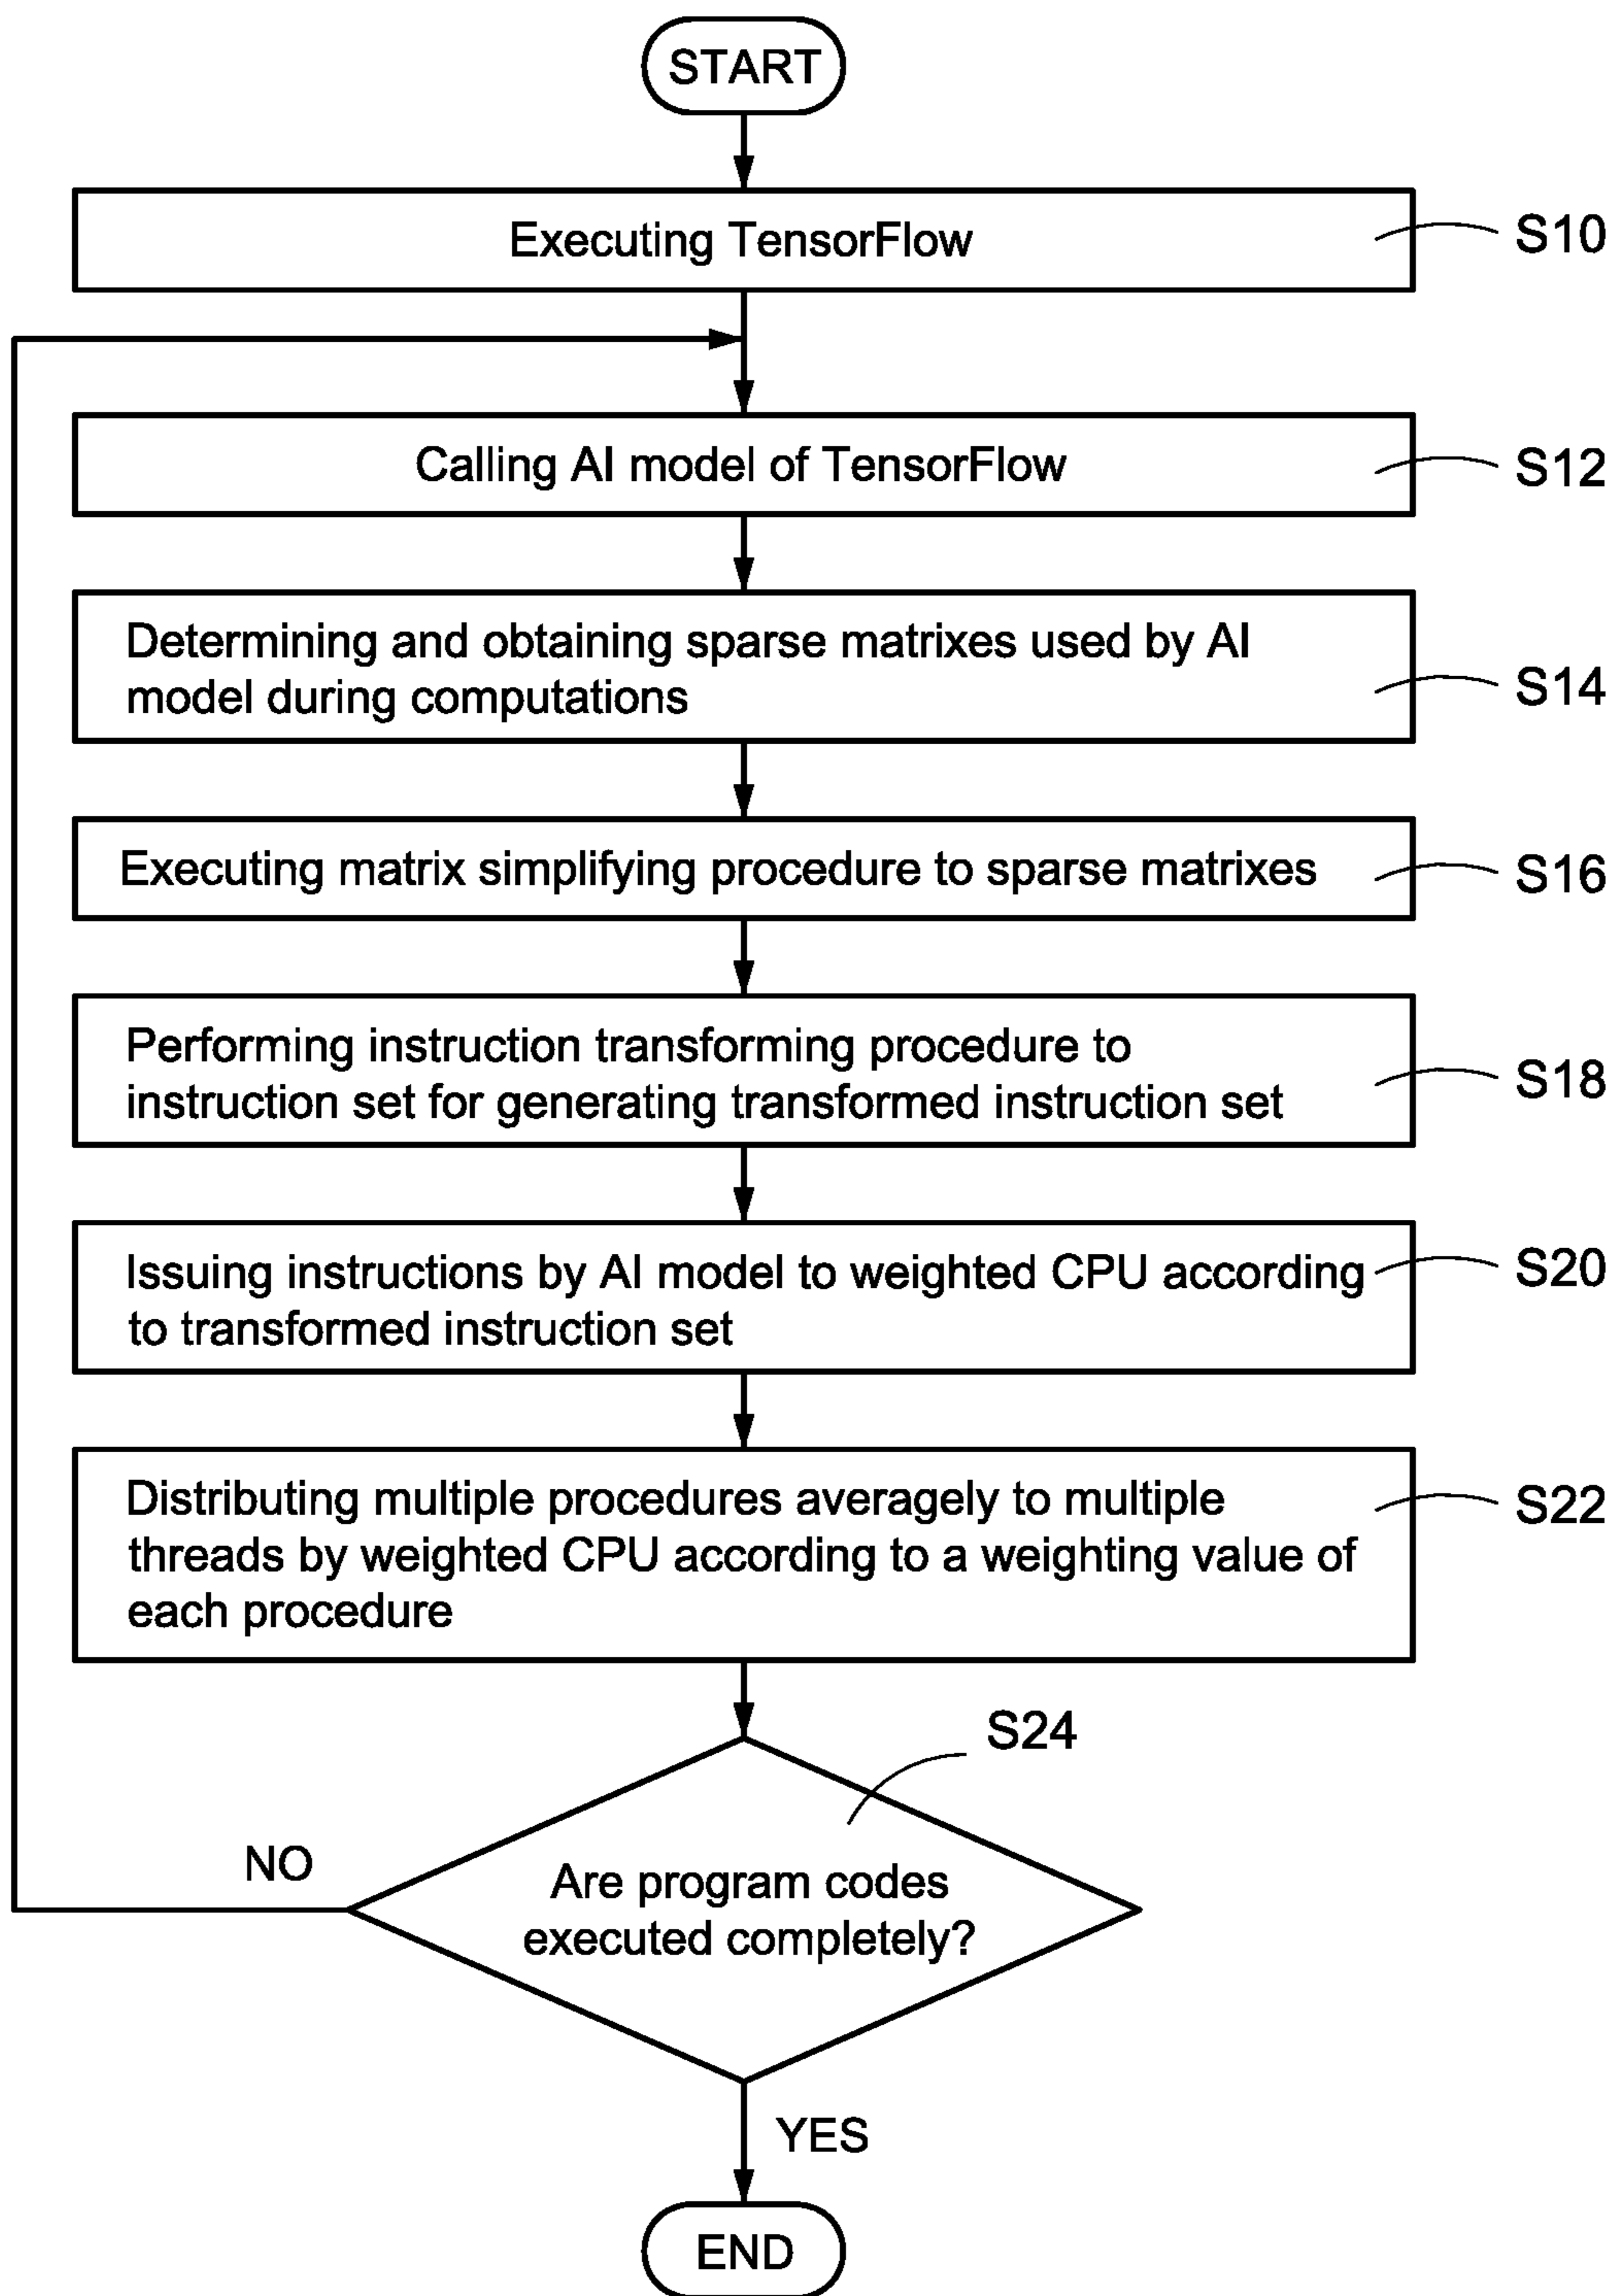 START
Executing TensorFlow
S10
Calling AI model of TensorFlow
S12
Determining and obtaining sparse matrixes used by AI
model during computations
S14
Executing matrix simplifying procedure to sparse matrixes
S16
Performing instruction transforming procedure to
instruction set for generating transformed instruction set
S18
Issuing instructions by AI model to weighted CPU according
to transformed instruction set
S20
Distributing multiple procedures averagely to multiple
threads by weighted CPU according to a weighting value of
each procedure
S22
S24
Are program codes
executed completely?
NO
YES
END